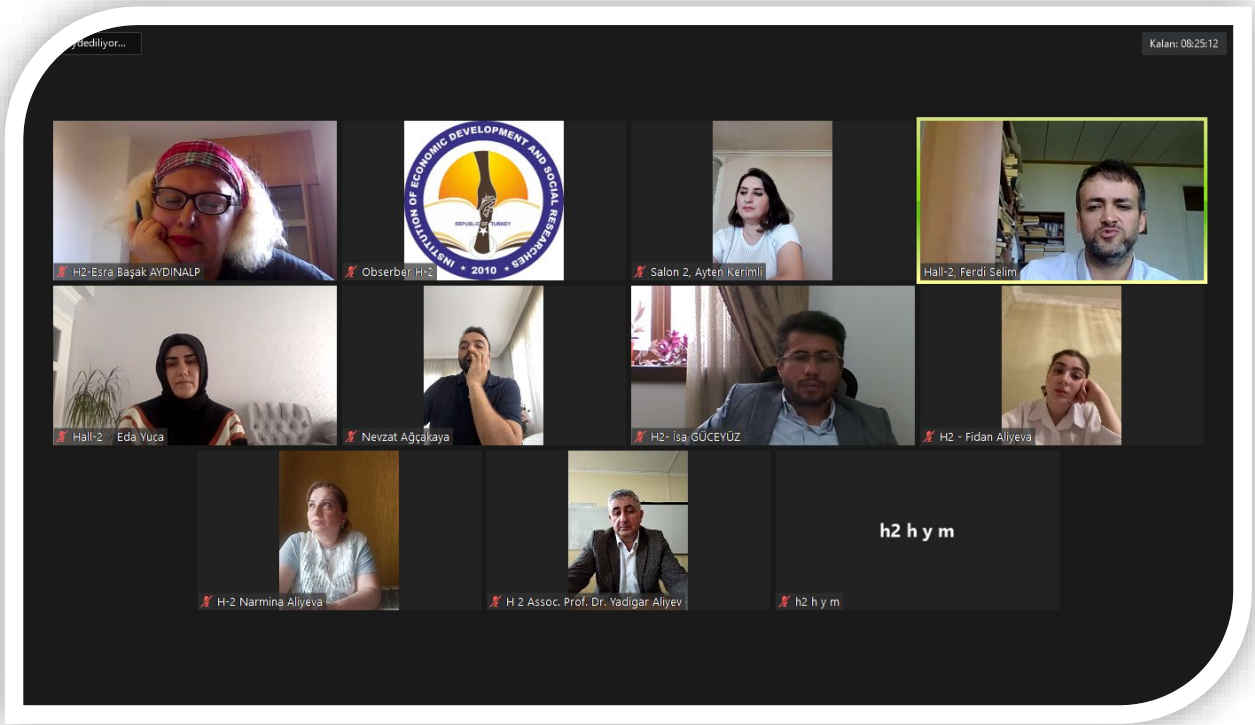 ydediliyor...
Kalan: 08:25:12
H2-Esra Başak AYDINALP
INSTITUTION OF ECONOMIC DEVELOPMENT AND SOCIAL RESEARCHES
REPUBLIC OF TURKEY
2010
Obserber H-2
Salon 2, Ayten Kerimli
Hall-2, Ferdi Selim
Hall-2 / Eda Yuca
Nevzat Ağçakaya
H2- İsa GÜCEYÜZ
H2 - Fidan Aliyeva
H-2 Narmina Aliyeva
H 2 Assoc. Prof. Dr. Yadigar Aliyev
h2 h y m
h2 h y m